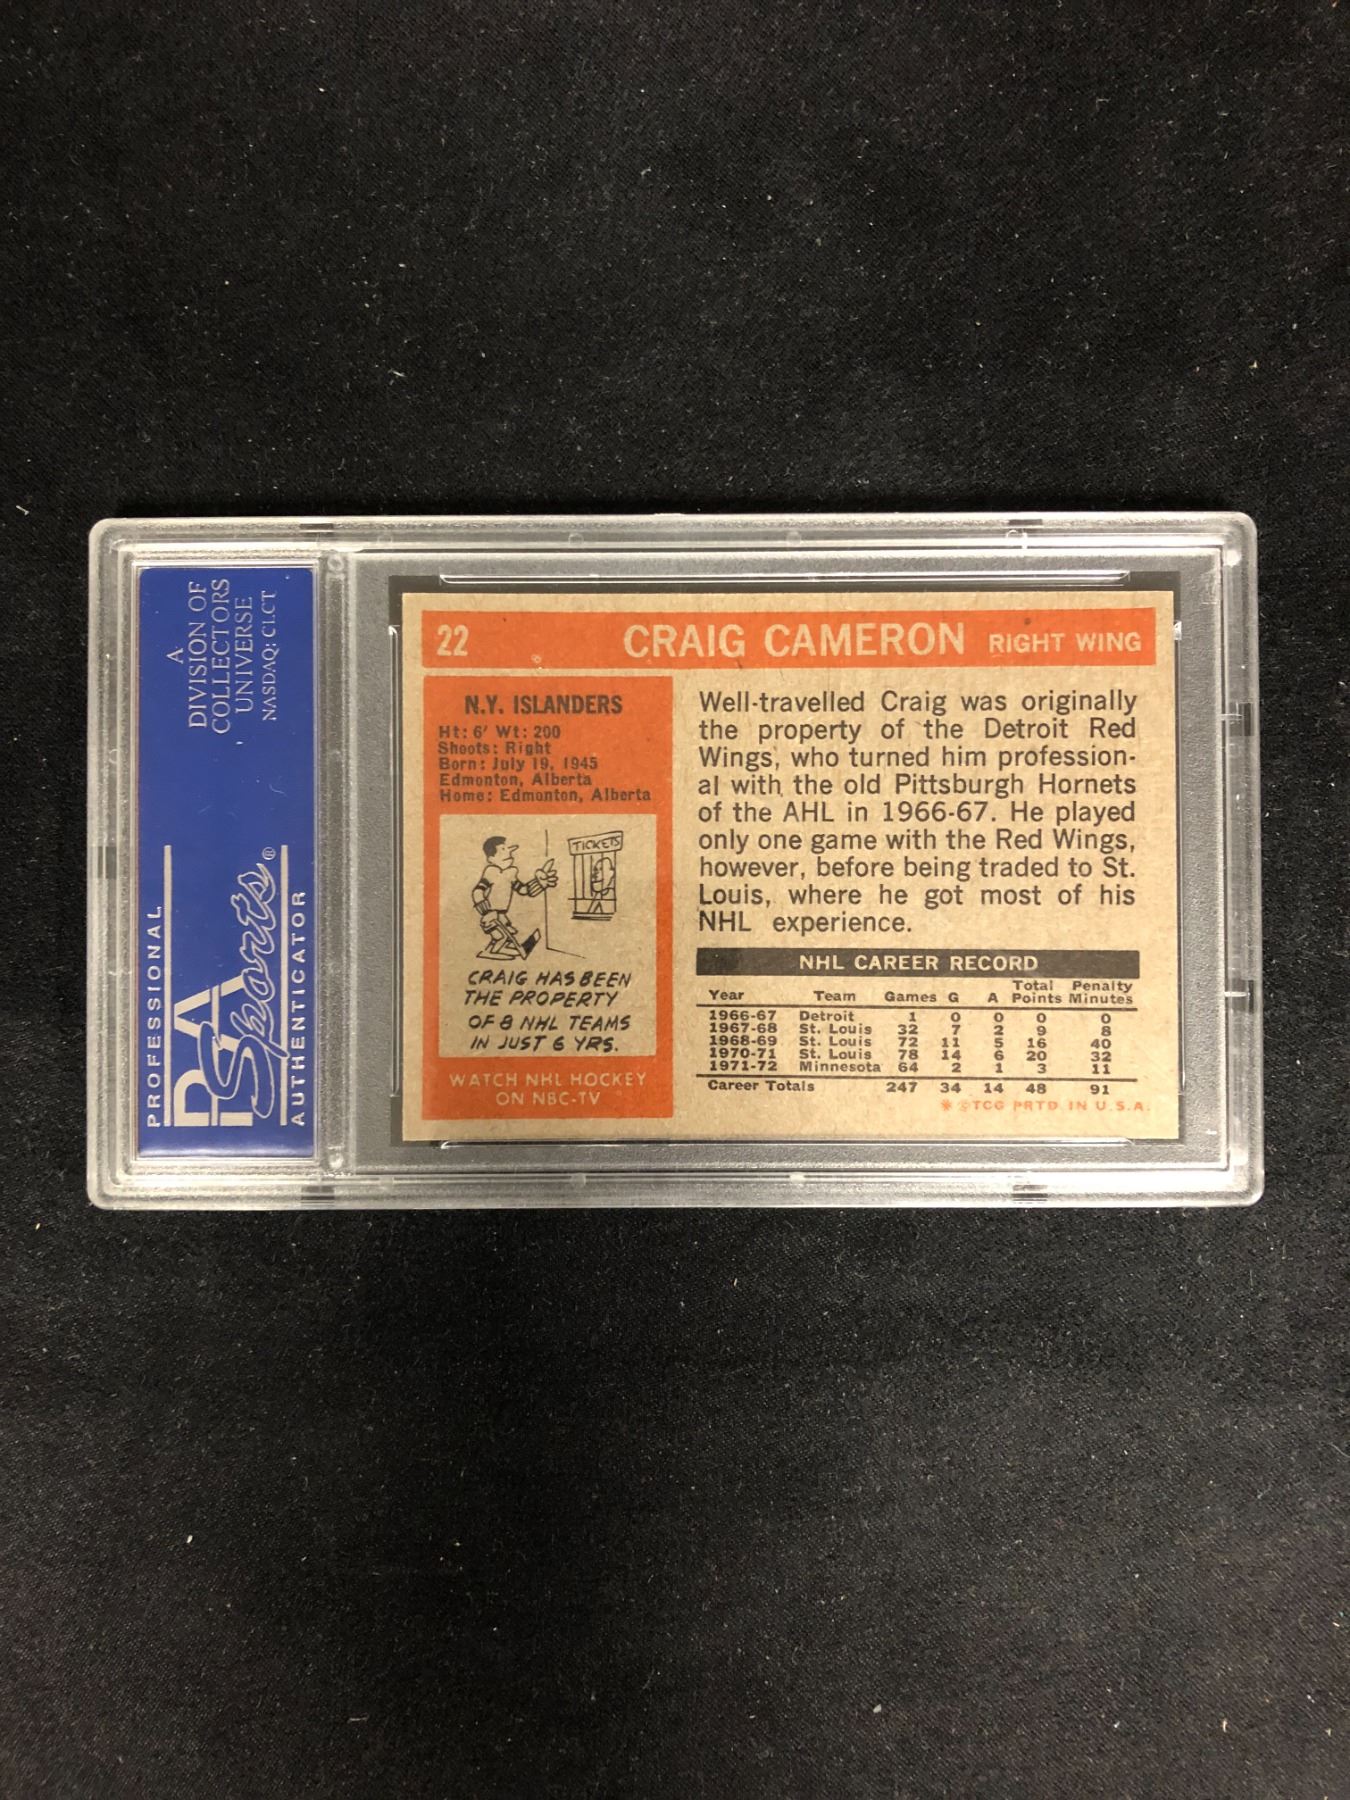 A
DIVISION OF
COLLECTORS
UNIVERSE
NASDAQ: CLCT
PROFESSIONAL
PSA
Sports®
AUTHENTICATOR
22 CRAIG CAMERON RIGHT WING
N.Y. ISLANDERS
Ht: 6' Wt: 200
Shoots: Right
Born: July 19, 1945
Edmonton, Alberta
Home: Edmonton, Alberta
TICKETS
CRAIG HAS BEEN
THE PROPERTY
OF 8 NHL TEAMS
IN JUST 6 YRS.
WATCH NHL HOCKEY
ON NBC-TV
Well-travelled Craig was originally
the property of the Detroit Red
Wings, who turned him profession-
al with the old Pittsburgh Hornets
of the AHL in 1966-67. He played
only one game with the Red Wings,
however, before being traded to St.
Louis, where he got most of his
NHL experience.
NHL CAREER RECORD
Year Team Games G A Total Points Penalty Minutes
1966-67 Detroit 1 0 0 0 0
1967-68 St. Louis 32 7 2 9 8
1968-69 St. Louis 72 11 5 16 40
1970-71 St. Louis 78 14 6 20 32
1971-72 Minnesota 64 2 1 3 11
Career Totals 247 34 14 48 91
* © TCG PRTD IN U.S.A.